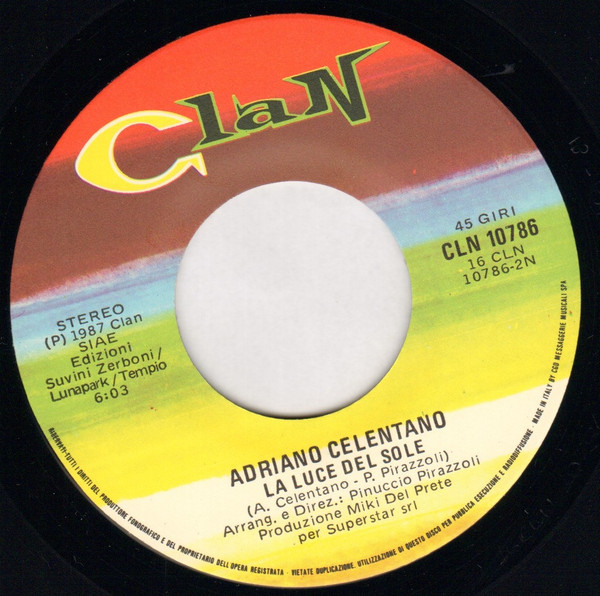 Clan
45 GIRI
CLN 10786
16 CLN
10786-2N
STEREO
(P) 1987 Clan
SIAE
Edizioni
Suvini Zerboni/
Lunapark/Tempio
6:03
ADRIANO CELENTANO
LA LUCE DEL SOLE
(A. Celentano - P. Pirazzoli)
Arrang. e Direz.: Pinuccio Pirazzoli
Produzione Miki Del Prete
per Superstar srl
RISERVATI TUTTI I DIRITTI DEL PRODUTTORE FONOGRAFICO E DEL PROPRIETARIO DELL'OPERA REGISTRATA - VIETATE DUPLICAZIONE. UTILIZZAZIONE DI QUESTO DISCO PER PUBBLICA ESECUZIONE E RADIODIFFUSIONE - MADE IN ITALY BY CGD MESSAGGERIE MUSICALI SPA